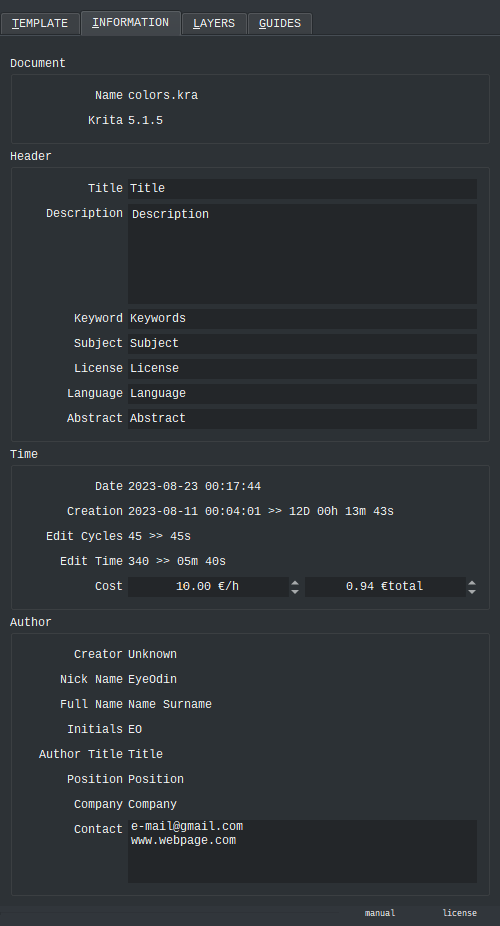 TEMPLATE INFORMATION LAYERS GUIDES
Document
Name colors.kra
Krita 5.1.5
Header
Title Title
Description Description
Keyword Keywords
Subject Subject
License License
Language Language
Abstract Abstract
Time
Date 2023-08-23 00:17:44
Creation 2023-08-11 00:04:01 >> 12D 00h 13m 43s
Edit Cycles 45 >> 45s
Edit Time 340 >> 05m 40s
Cost 10.00 €/h 0.94 €total
Author
Creator Unknown
Nick Name EyeOdin
Full Name Name Surname
Initials EO
Author Title Title
Position Position
Company Company
Contact e-mail@gmail.com
www.webpage.com
manual license